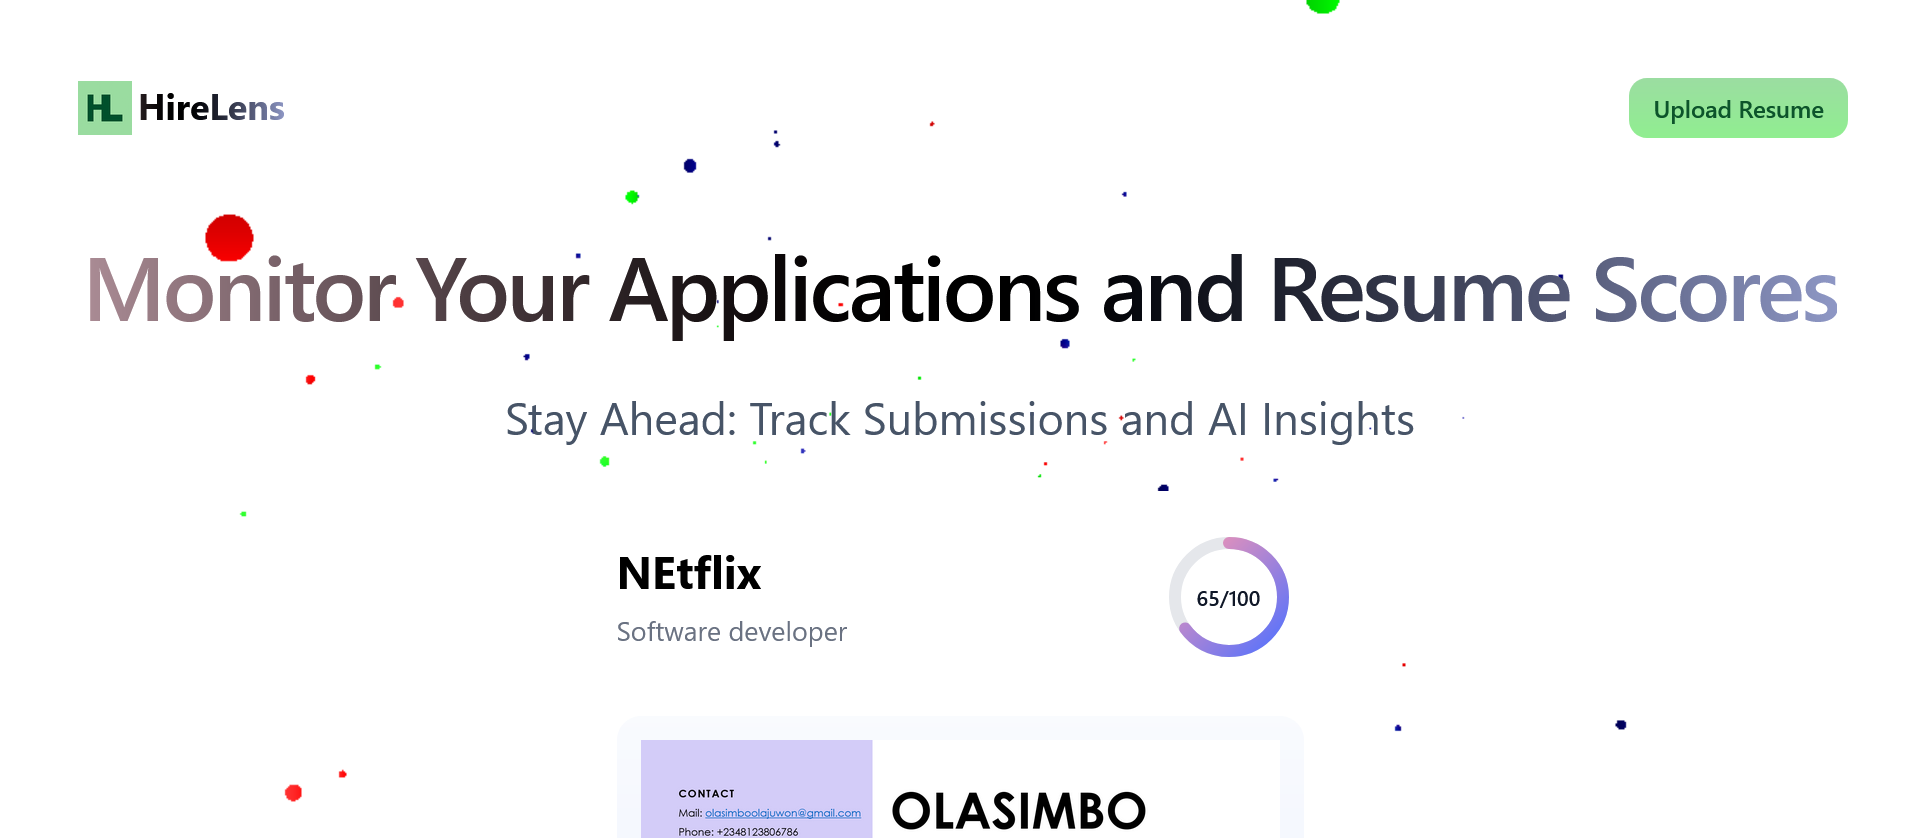 HL HireLens
Upload Resume
Monitor Your Applications and Resume Scores
Stay Ahead: Track Submissions and AI Insights
NEtflix
Software developer
65/100
CONTACT
Mail: olasimboolajuwon@gmail.com
Phone: +2348123806786
OLASIMBO